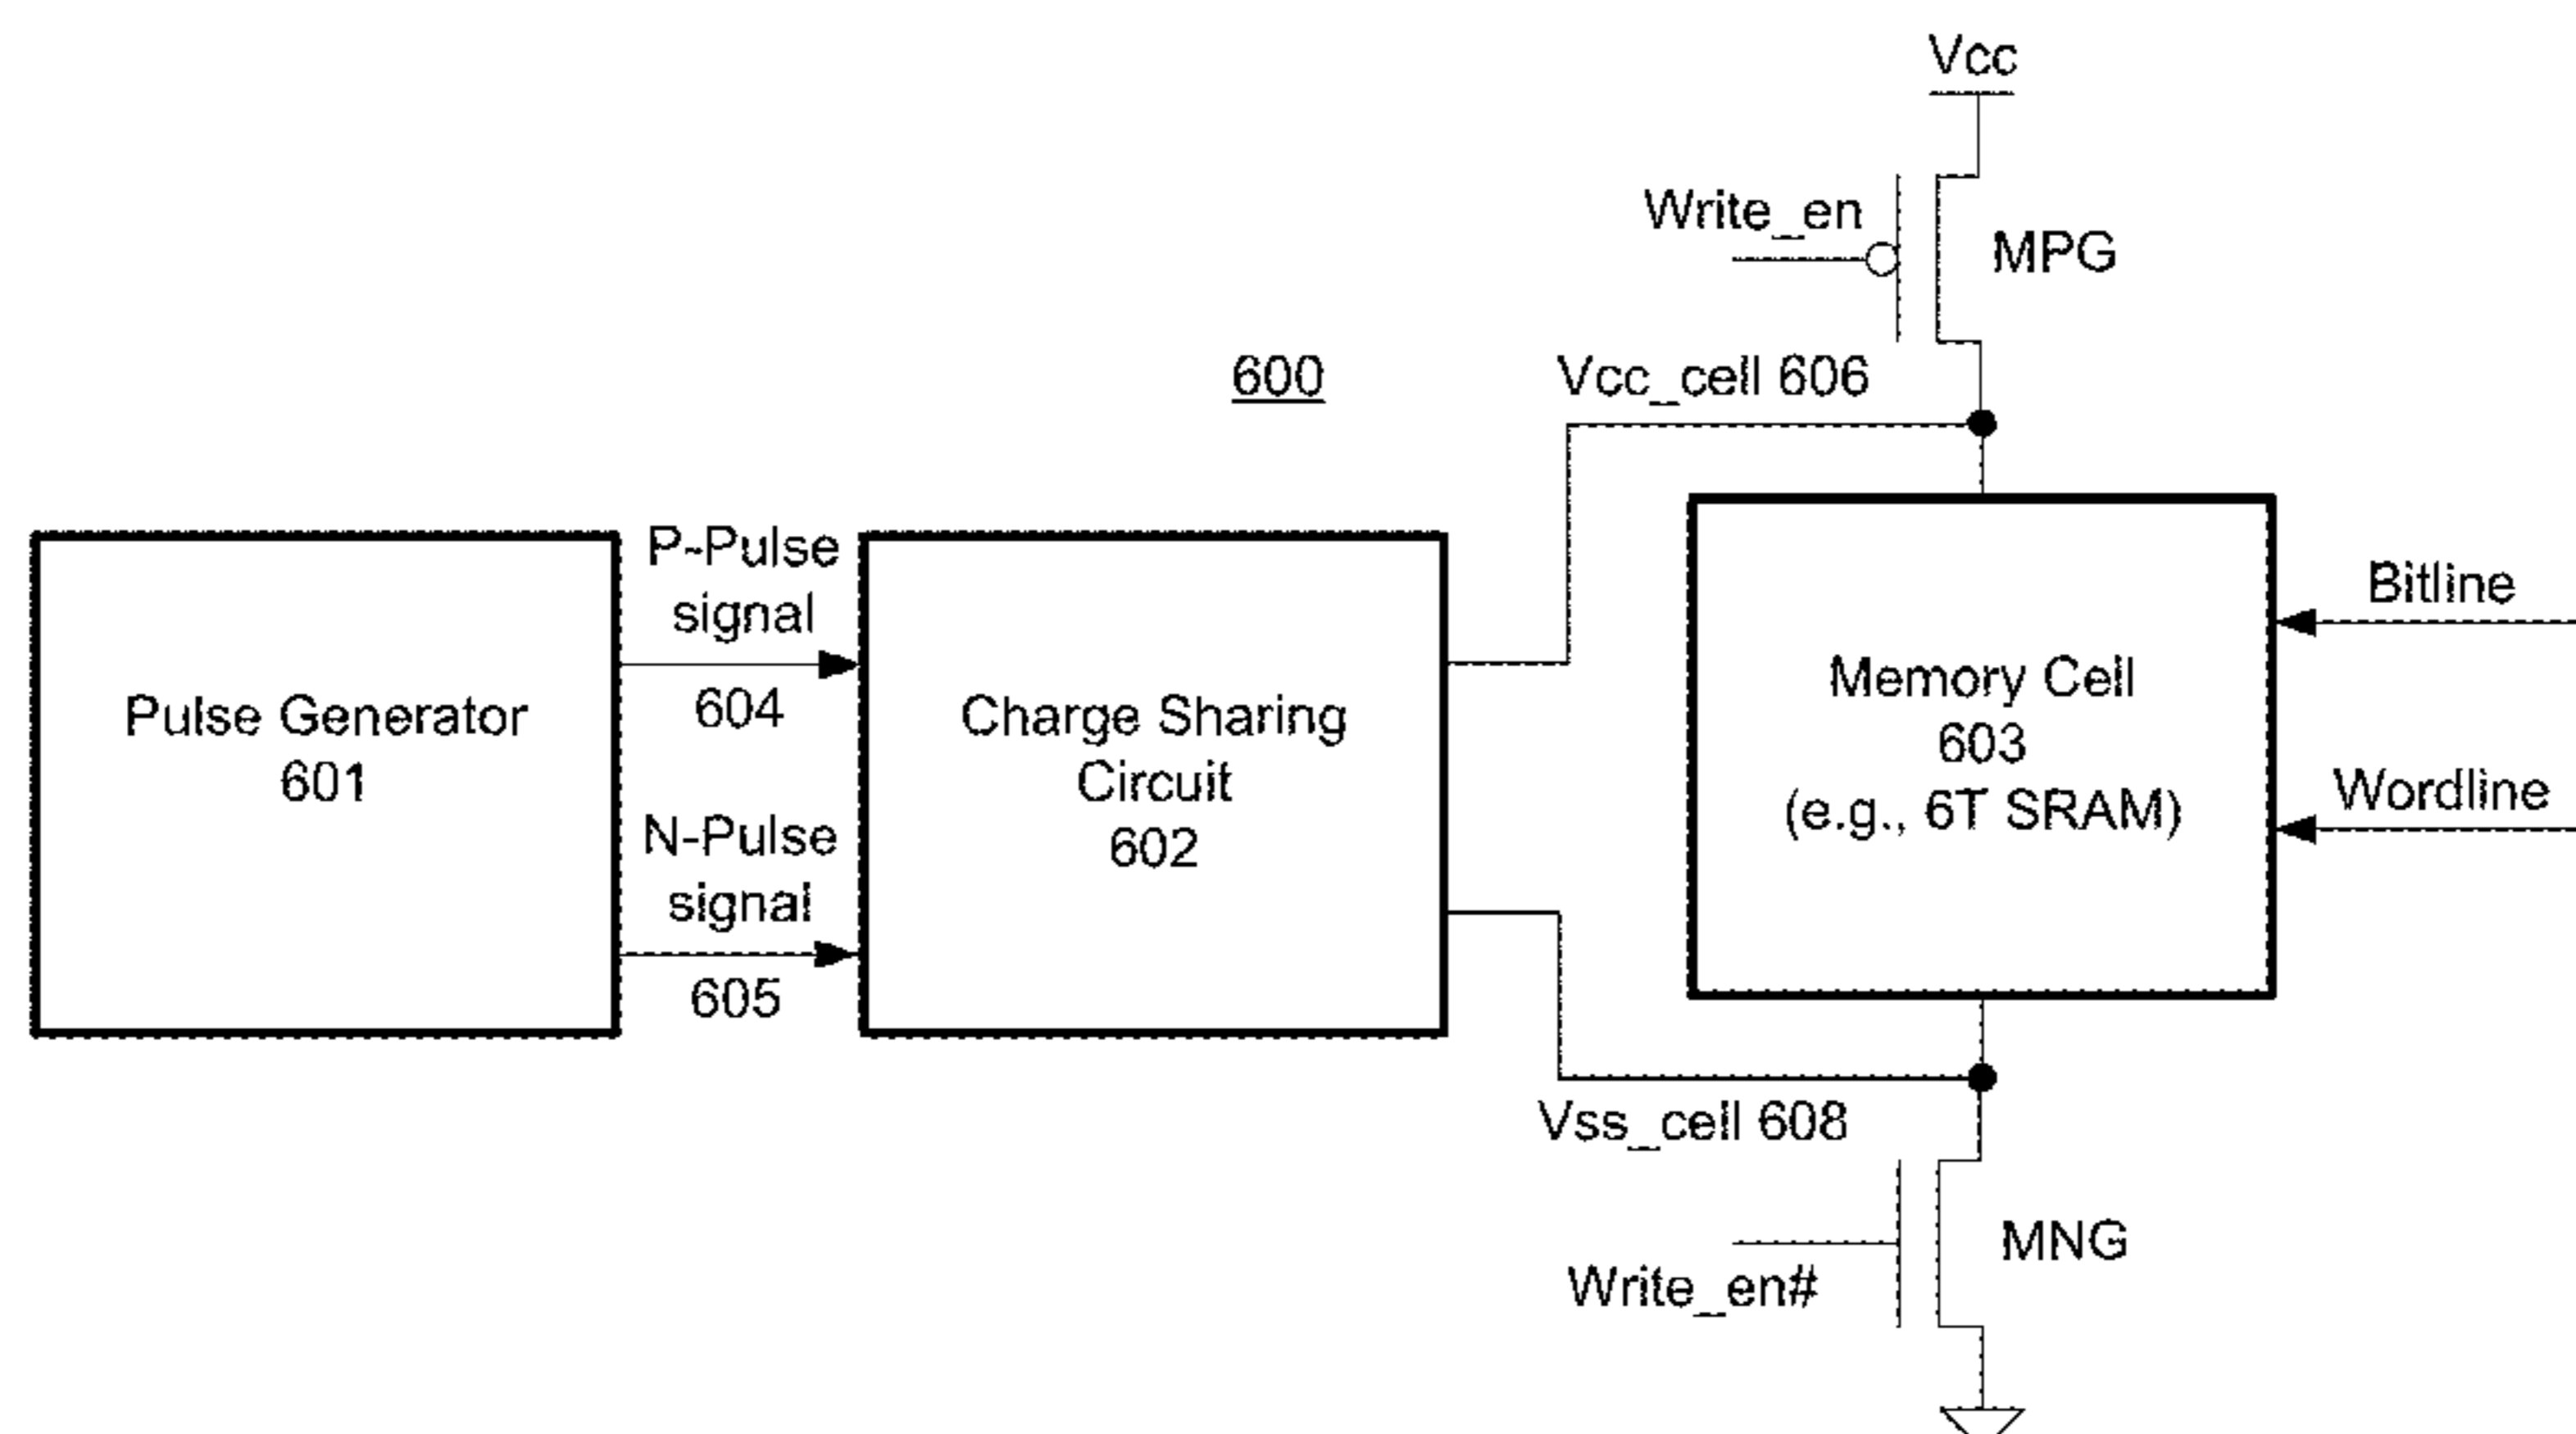 Vcc
Write_en
MPG
600
Vcc_cell 606
P-Pulse
signal
604
Pulse Generator
601
N-Pulse
signal
605
Charge Sharing
Circuit
602
Memory Cell
603
(e.g., 6T SRAM)
Bitline
Wordline
Vss_cell 608
MNG
Write_en#